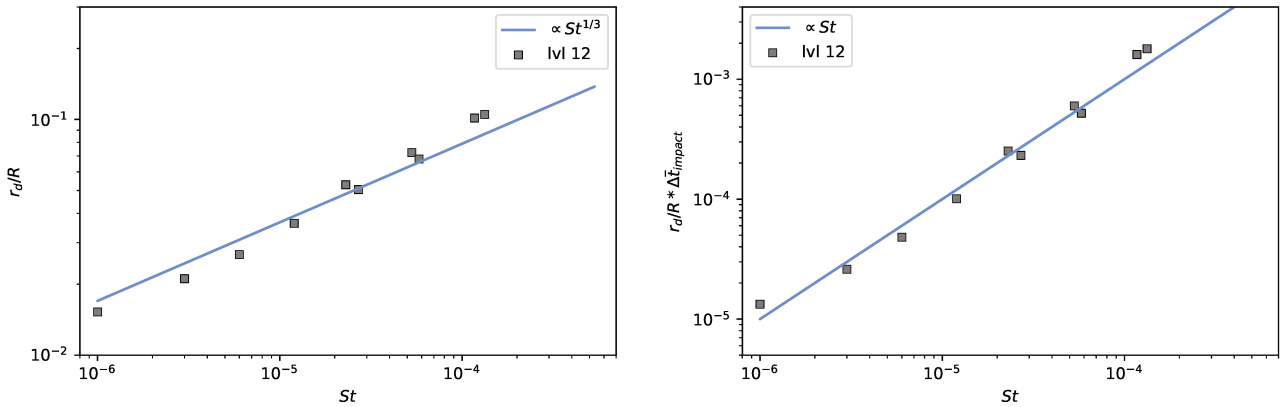 ∝ St^{1/3}
lvl 12
10^{-1}
10^{-2}
r_d/R
10^{-6}
10^{-5}
10^{-4}
St
∝ St
lvl 12
10^{-3}
10^{-4}
10^{-5}
r_d/R * Δt̄_{impact}
10^{-6}
10^{-5}
10^{-4}
St